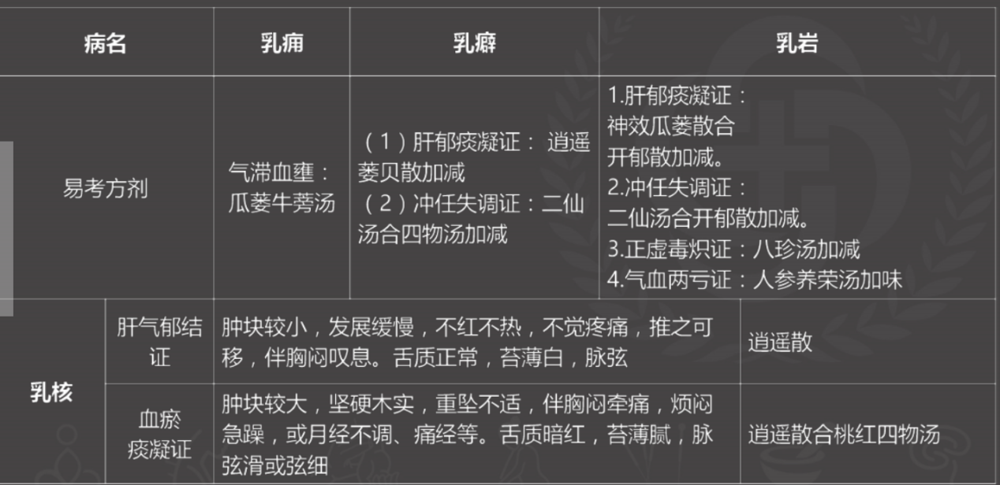 病名
乳痈
乳癖
乳岩
易考方剂
气滞血壅：
瓜蒌牛蒡汤
（1）肝郁痰凝证： 逍遥
蒌贝散加减
（2）冲任失调证：二仙
汤合四物汤加减
1.肝郁痰凝证：
神效瓜蒌散合
开郁散加减。
2.冲任失调证：
二仙汤合开郁散加减。
3.正虚毒炽证：八珍汤加减
4.气血两亏证：人参养荣汤加味
乳核
肝气郁结
证
肿块较小，发展缓慢，不红不热，不觉疼痛，推之可
移，伴胸闷叹息。舌质正常，苔薄白，脉弦
逍遥散
血瘀
痰凝证
肿块较大，坚硬木实，重坠不适，伴胸闷牵痛，烦闷
急躁，或月经不调、痛经等。舌质暗红，苔薄腻，脉
弦滑或弦细
逍遥散合桃红四物汤